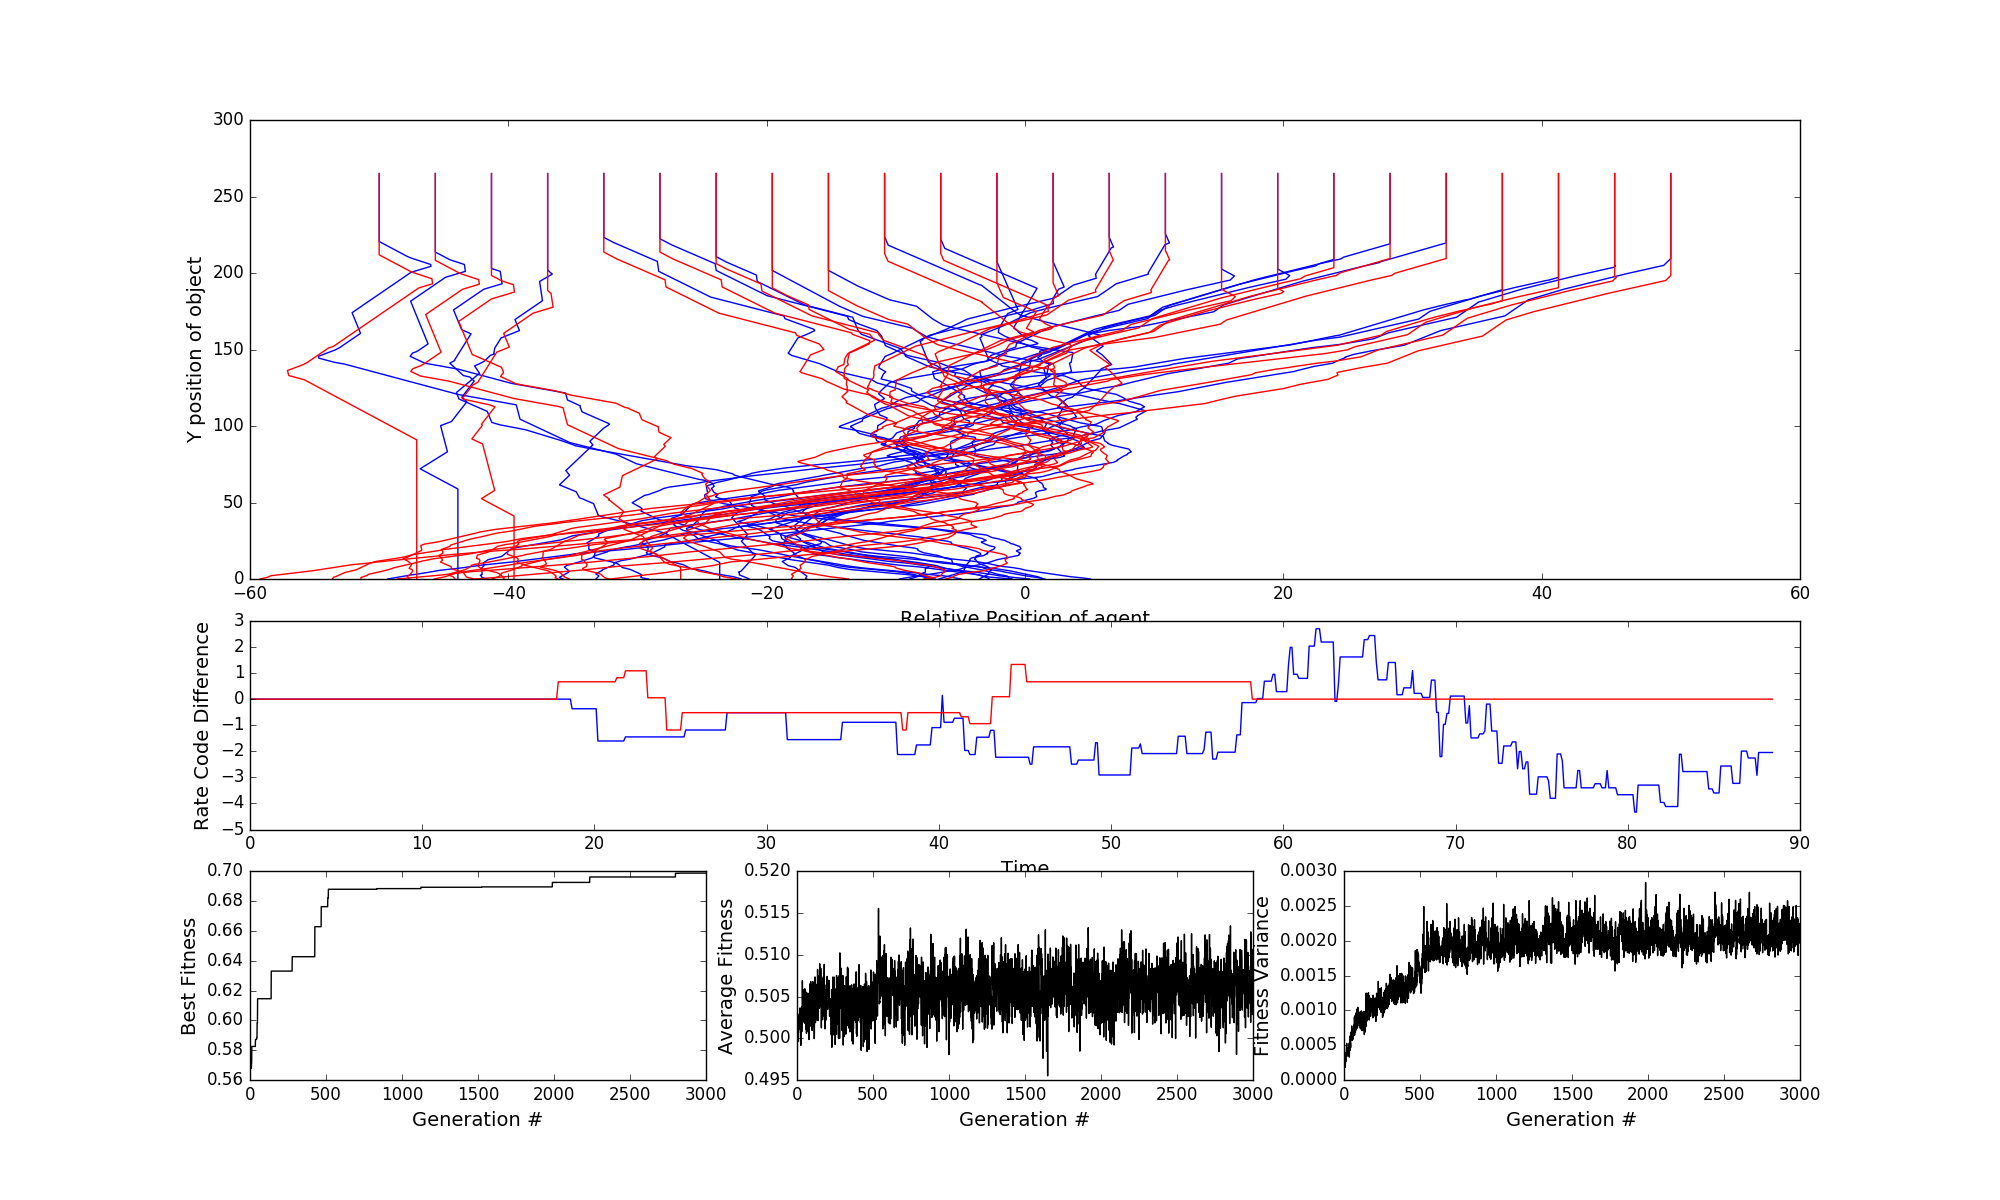 300
250
200
150
100
50
0
Y position of object
−60 −40 −20 0 20 40 60
Relative Position of agent
3
2
1
0
−1
−2
−3
−4
−5
Rate Code Difference
0 10 20 30 40 50 60 70 80 90
Time
0.70
0.68
0.66
0.64
0.62
0.60
0.58
0.56
Best Fitness
0 500 1000 1500 2000 2500 3000
Generation #
0.520
0.515
0.510
0.505
0.500
0.495
Average Fitness
0 500 1000 1500 2000 2500 3000
Generation #
0.0030
0.0025
0.0020
0.0015
0.0010
0.0005
0.0000
Fitness Variance
0 500 1000 1500 2000 2500 3000
Generation #